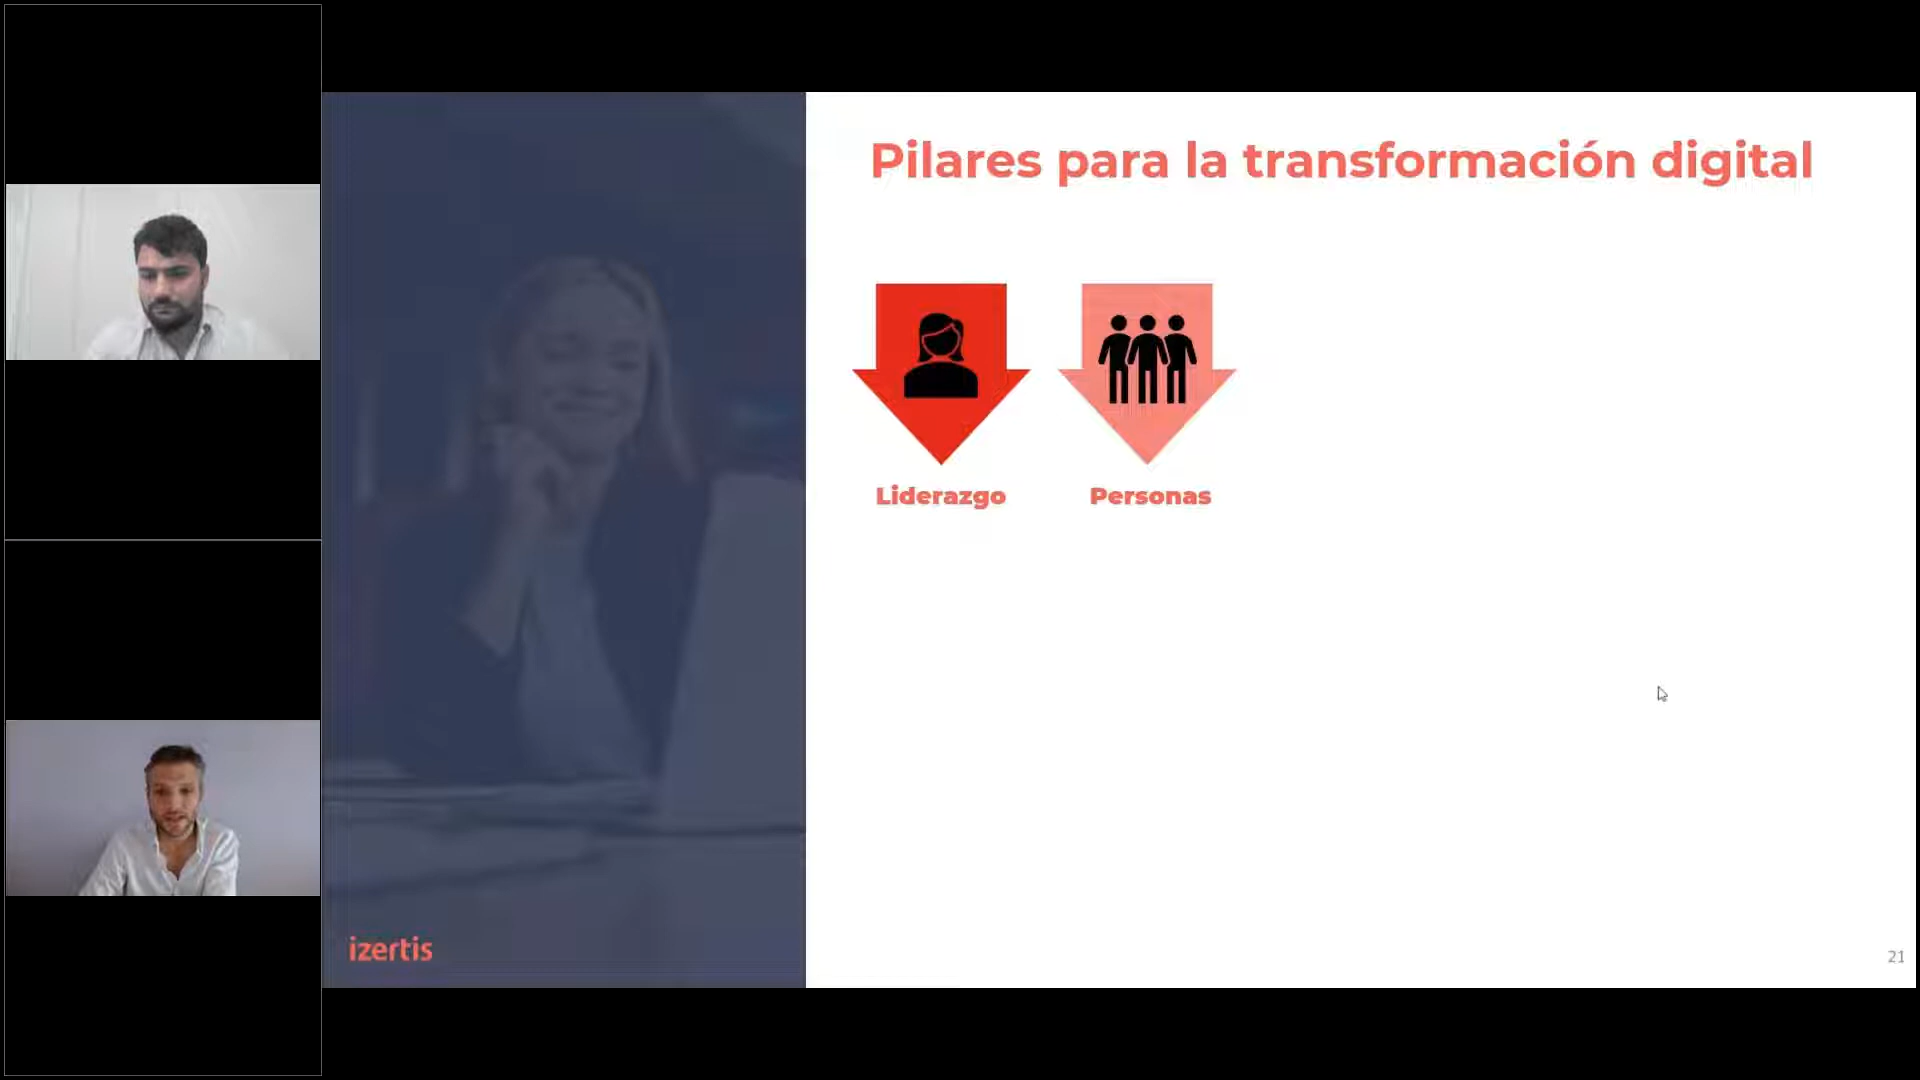 Pilares para la transformación digital
Liderazgo
Personas
izertis
21